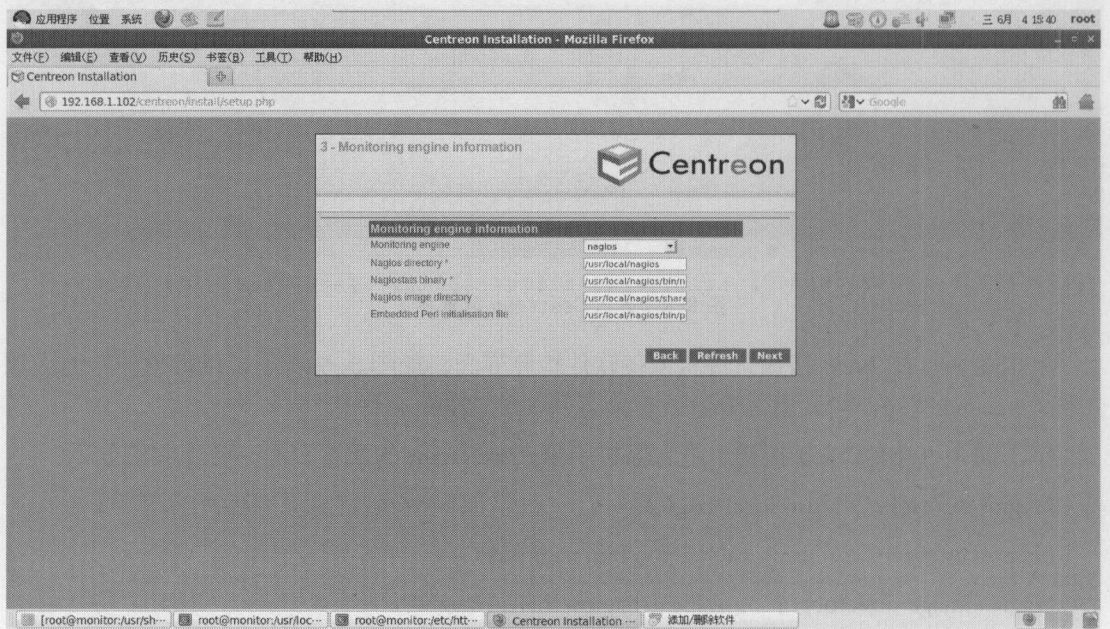 应用程序 位置 系统 三 6月 4 15:40 root
Centreon Installation - Mozilla Firefox
文件(F) 编辑(E) 查看(V) 历史(S) 书签(B) 工具(T) 帮助(H)
Centreon Installation
192.168.1.102/centreon/install/setup.php Google
3 - Monitoring engine information
Centreon
Monitoring engine information
Monitoring engine nagios
Nagios directory * /usr/local/nagios
Nagiostats binary * /usr/local/nagios/bin/n
Nagios image directory /usr/local/nagios/share
Embedded Perl initialisation file /usr/local/nagios/bin/p
Back Refresh Next
[root@monitor:/usr/sh··· root@monitor:/usr/loc··· root@monitor:/etc/htt··· Centreon Installation ··· 添加/删除软件